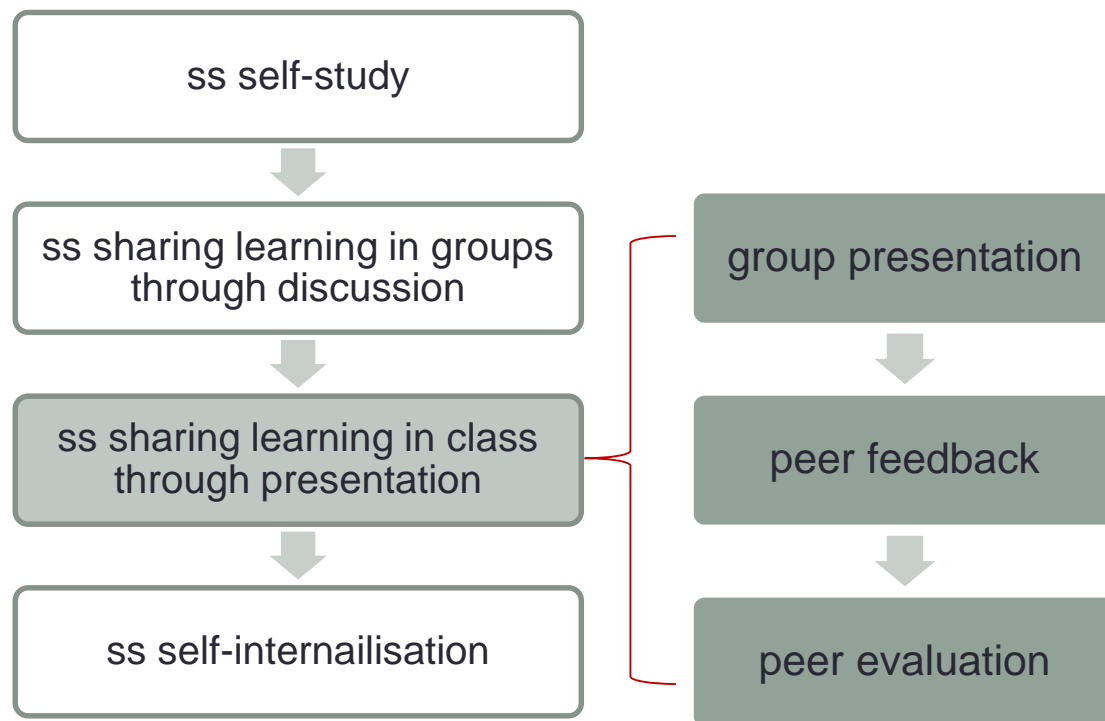 ss self-study
ss sharing learning in groups
through discussion
ss sharing learning in class
through presentation
ss self-internailisation
group presentation
peer feedback
peer evaluation